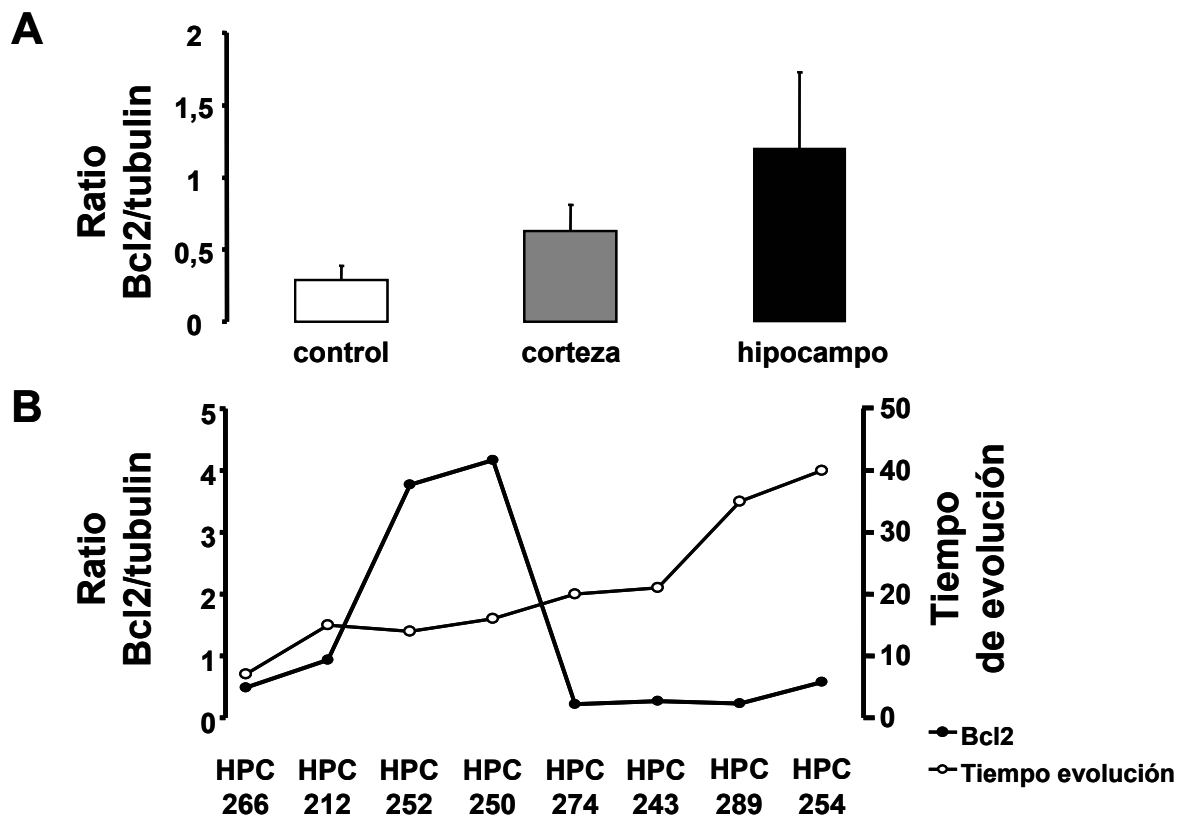 A
Ratio
Bcl2/tubulin
2
1,5
1
0,5
0
control corteza hipocampo
B
Ratio
Bcl2/tubulin
5
4
3
2
1
0
50
40
30
20
10
0
Tiempo
de evolución
HPC HPC HPC HPC HPC HPC HPC HPC
266 212 252 250 274 243 289 254
Bcl2
Tiempo evolución